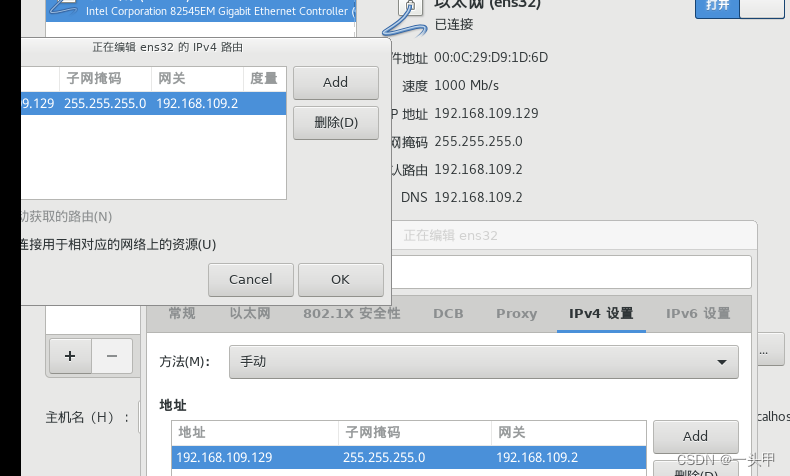 Intel Corporation 82545EM Gigabit Ethernet Controller (
以太网 (ens32)
已连接
打开
正在编辑 ens32 的 IPv4 路由
子网掩码 网关 度量
9.129 255.255.255.0 192.168.109.2
Add
删除(D)
件地址 00:0C:29:D9:1D:6D
速度 1000 Mb/s
P 地址 192.168.109.129
网掩码 255.255.255.0
认路由 192.168.109.2
DNS 192.168.109.2
动获取的路由(N)
连接用于相对应的网络上的资源(U)
Cancel OK
正在编辑 ens32
常规 以太网 802.1X 安全性 DCB Proxy IPv4 设置 IPv6 设置
+ −
...
方法(M)： 手动
主机名（H）：
calhos
地址
地址 子网掩码 网关
192.168.109.129 255.255.255.0 192.168.109.2
Add
删除(D)
CSDN @一头甲